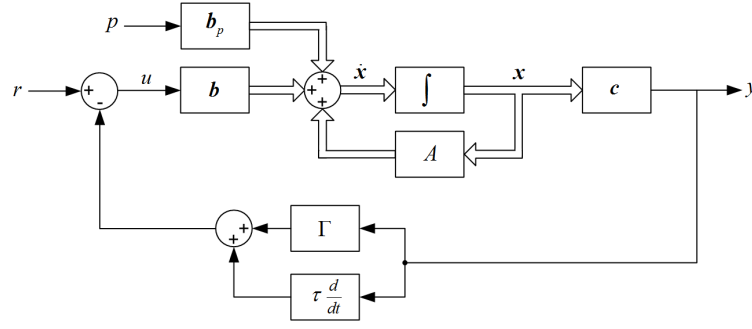 p
b_p
r
+
-
u
b
+
+
+
ẋ
∫
x
c
y
A
+
+
Γ
τ d/dt